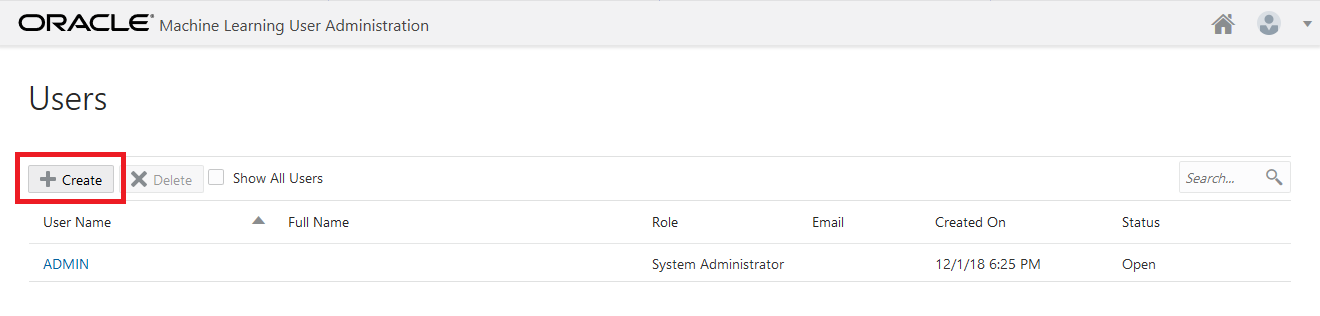 ORACLE® Machine Learning User Administration
Users
Create Delete Show All Users Search...
User Name Full Name Role Email Created On Status
ADMIN System Administrator 12/1/18 6:25 PM Open